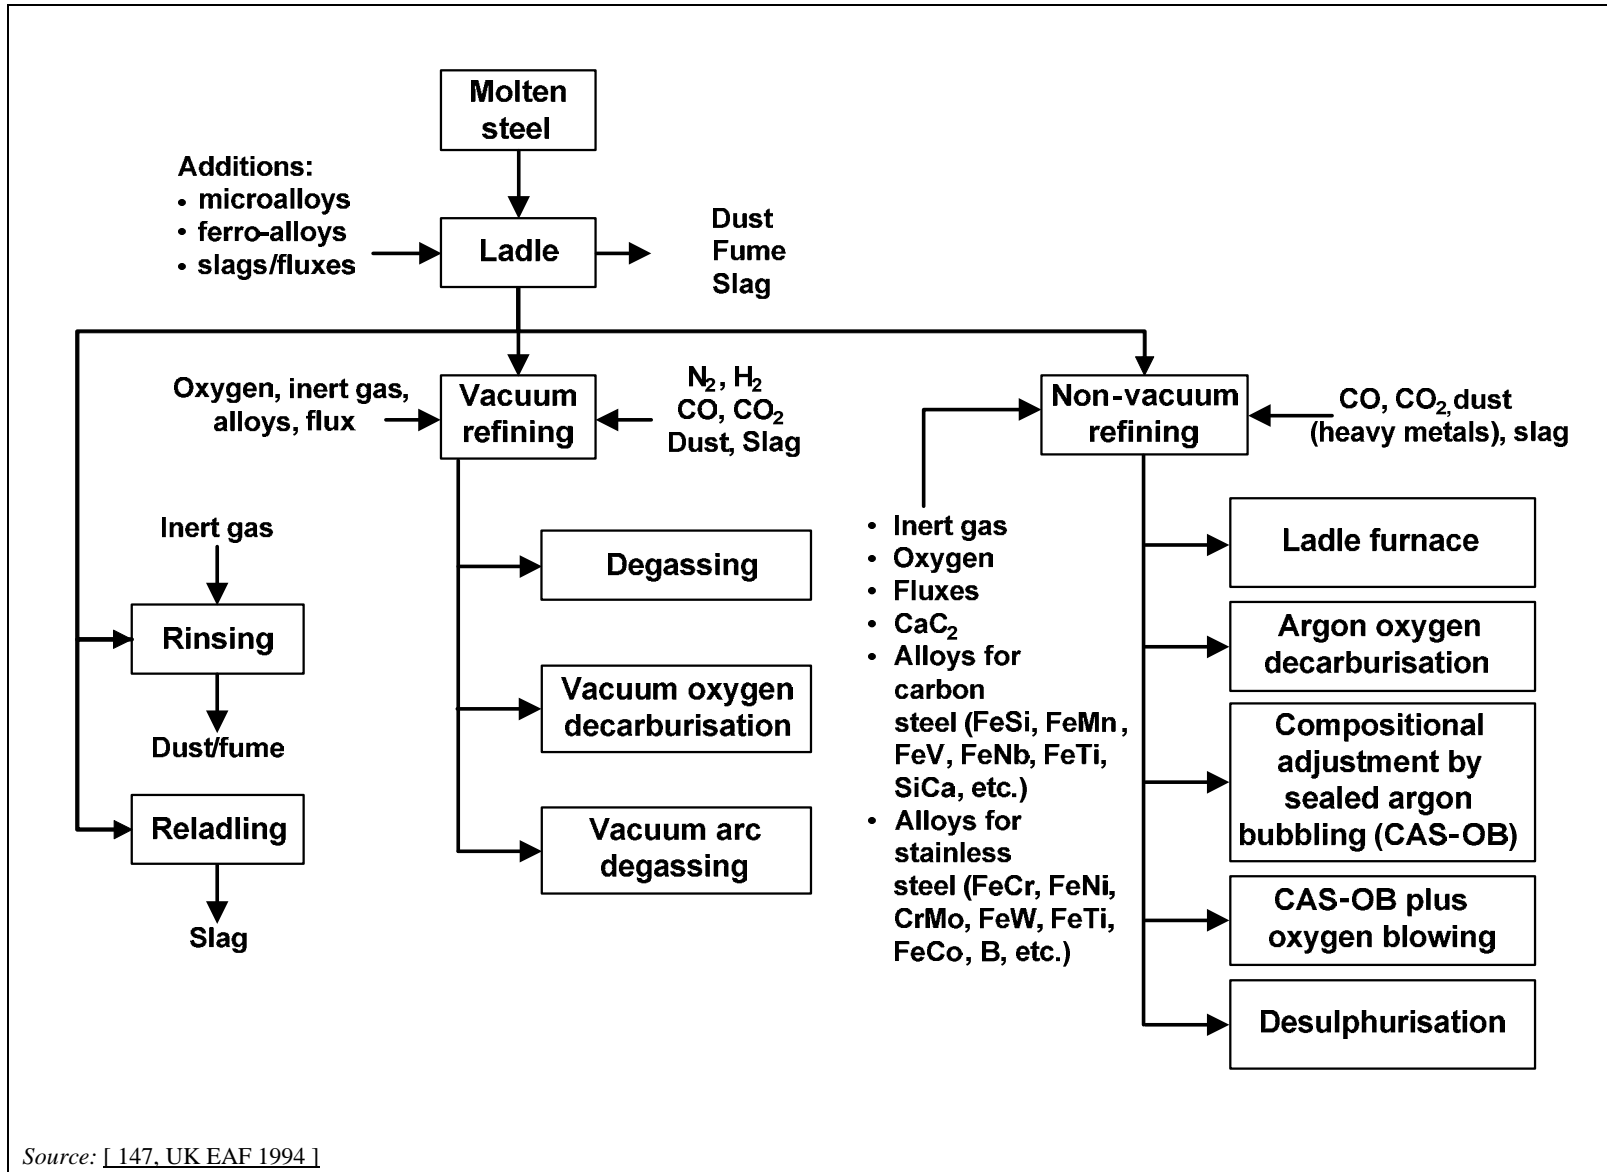 Molten
steel
Additions:
• microalloys
• ferro-alloys
• slags/fluxes
Ladle
Dust
Fume
Slag
Oxygen, inert gas,
alloys, flux
Vacuum
refining
N₂, H₂
CO, CO₂
Dust, Slag
Non-vacuum
refining
CO, CO₂, dust
(heavy metals), slag
Inert gas
Rinsing
Dust/fume
Reladling
Slag
Degassing
Vacuum oxygen
decarburisation
Vacuum arc
degassing
• Inert gas
• Oxygen
• Fluxes
• CaC₂
• Alloys for
carbon
steel (FeSi, FeMn,
FeV, FeNb, FeTi,
SiCa, etc.)
• Alloys for
stainless
steel (FeCr, FeNi,
CrMo, FeW, FeTi,
FeCo, B, etc.)
Ladle furnace
Argon oxygen
decarburisation
Compositional
adjustment by
sealed argon
bubbling (CAS-OB)
CAS-OB plus
oxygen blowing
Desulphurisation
Source: [ 147, UK EAF 1994 ]